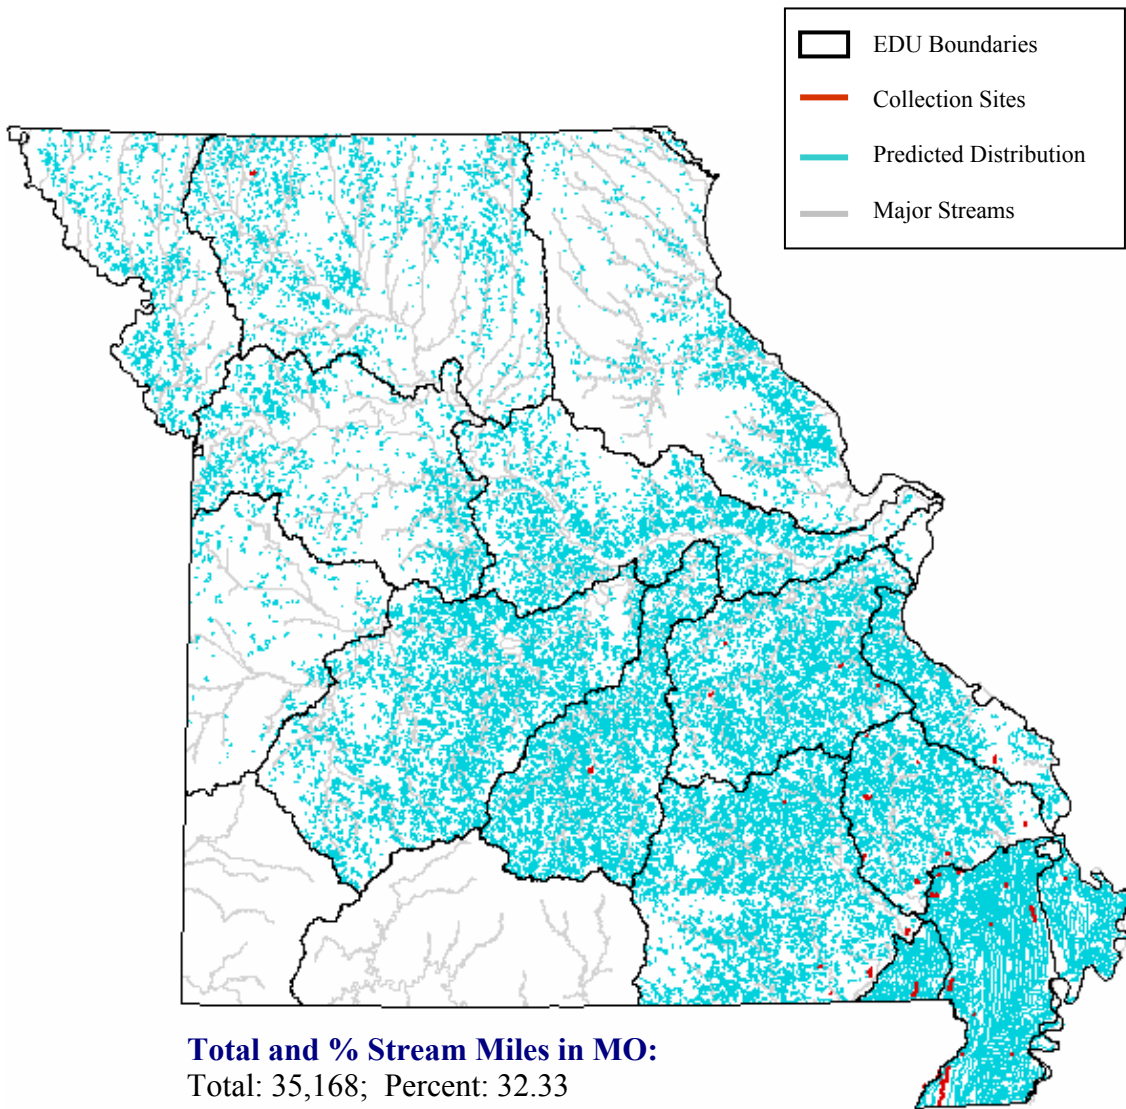 EDU Boundaries
Collection Sites
Predicted Distribution
Major Streams
Total and % Stream Miles in MO:
Total: 35,168;  Percent: 32.33